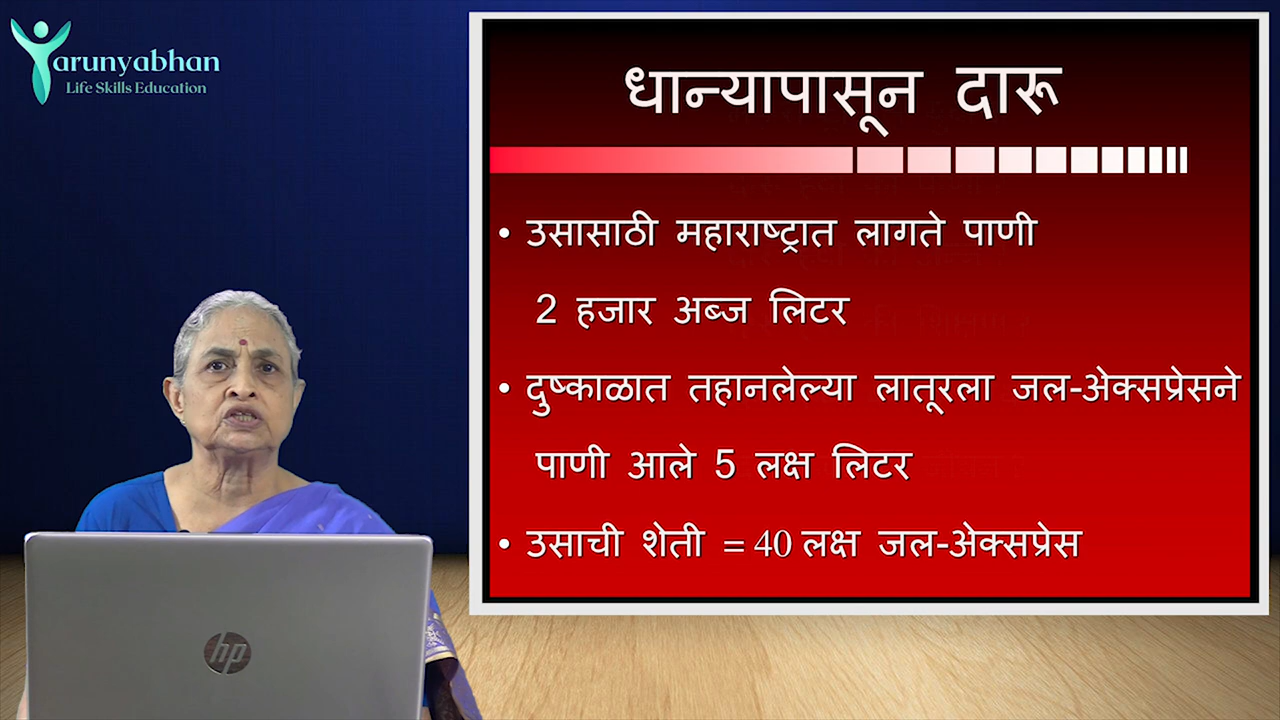 Tarunyabhan
Life Skills Education
धान्यापासून दारू
• उसासाठी महाराष्ट्रात लागते पाणी
2 हजार अब्ज लिटर
• दुष्काळात तहानलेल्या लातूरला जल-अेक्सप्रेसने
पाणी आले 5 लक्ष लिटर
• उसाची शेती = 40 लक्ष जल-अेक्सप्रेस
hp